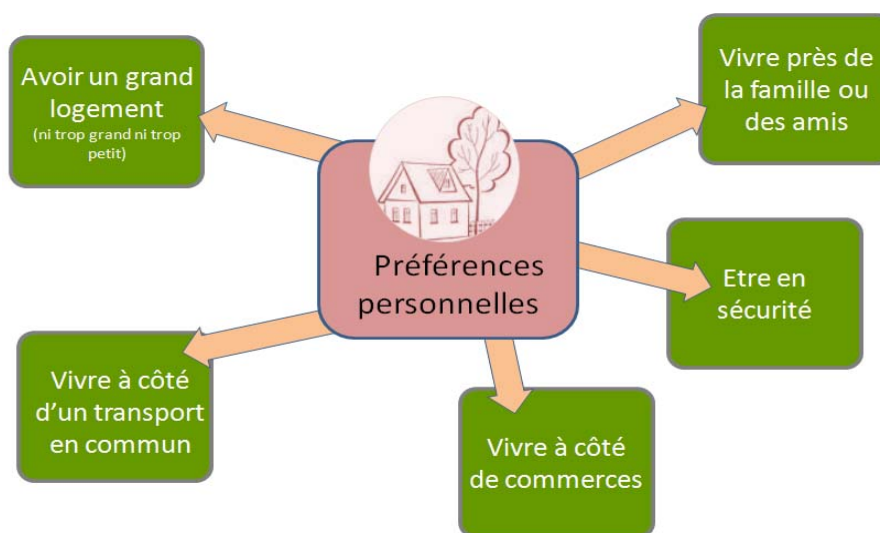 Avoir un grand
logement
(ni trop grand ni trop
petit)
Vivre près de
la famille ou
des amis
Préférences
personnelles
Etre en
sécurité
Vivre à côté
d’un transport
en commun
Vivre à côté
de commerces